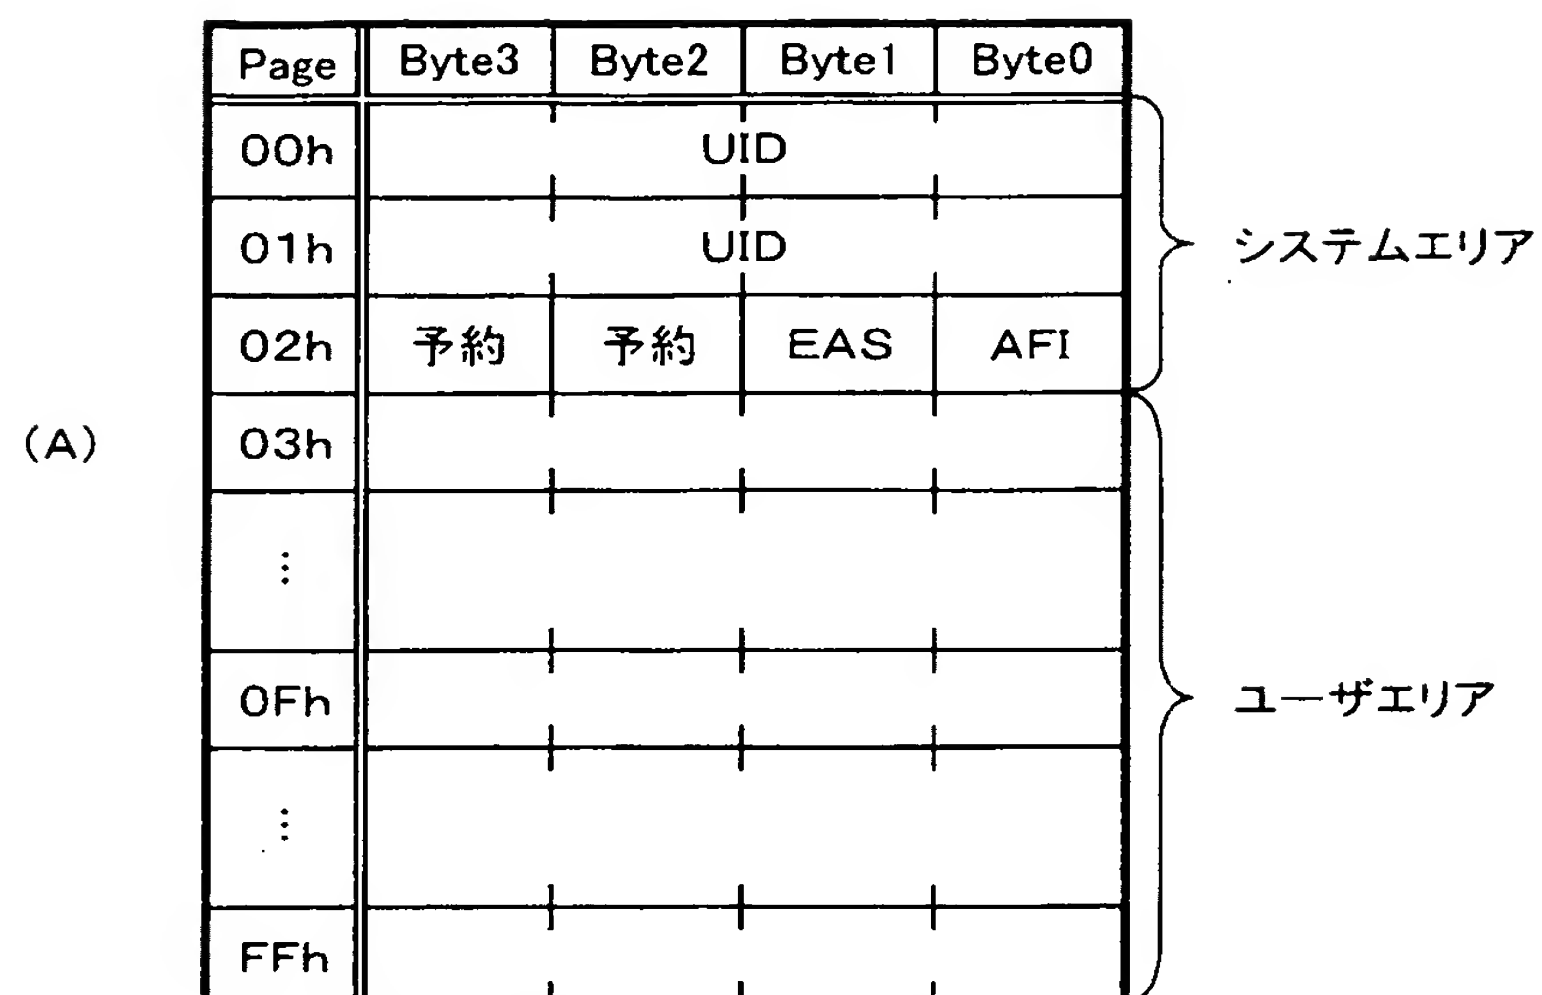 Page Byte3 Byte2 Byte1 Byte0
00h UID
01h UID システムエリア
02h 予約 予約 EAS AFI
(A) 03h
⋮
0Fh ユーザエリア
⋮
FFh